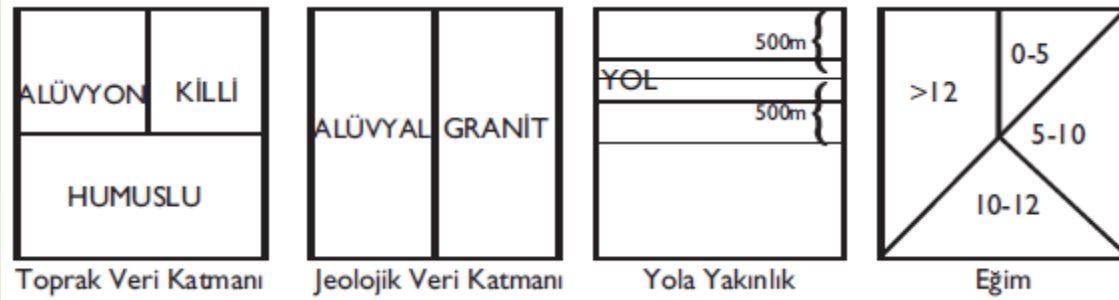 ALÜVYON KİLLİ
HUMUSLU
Toprak Veri Katmanı
ALÜVYAL GRANİT
Jeolojik Veri Katmanı
500m
YOL
500m
Yola Yakınlık
0-5
>12
5-10
10-12
Eğim